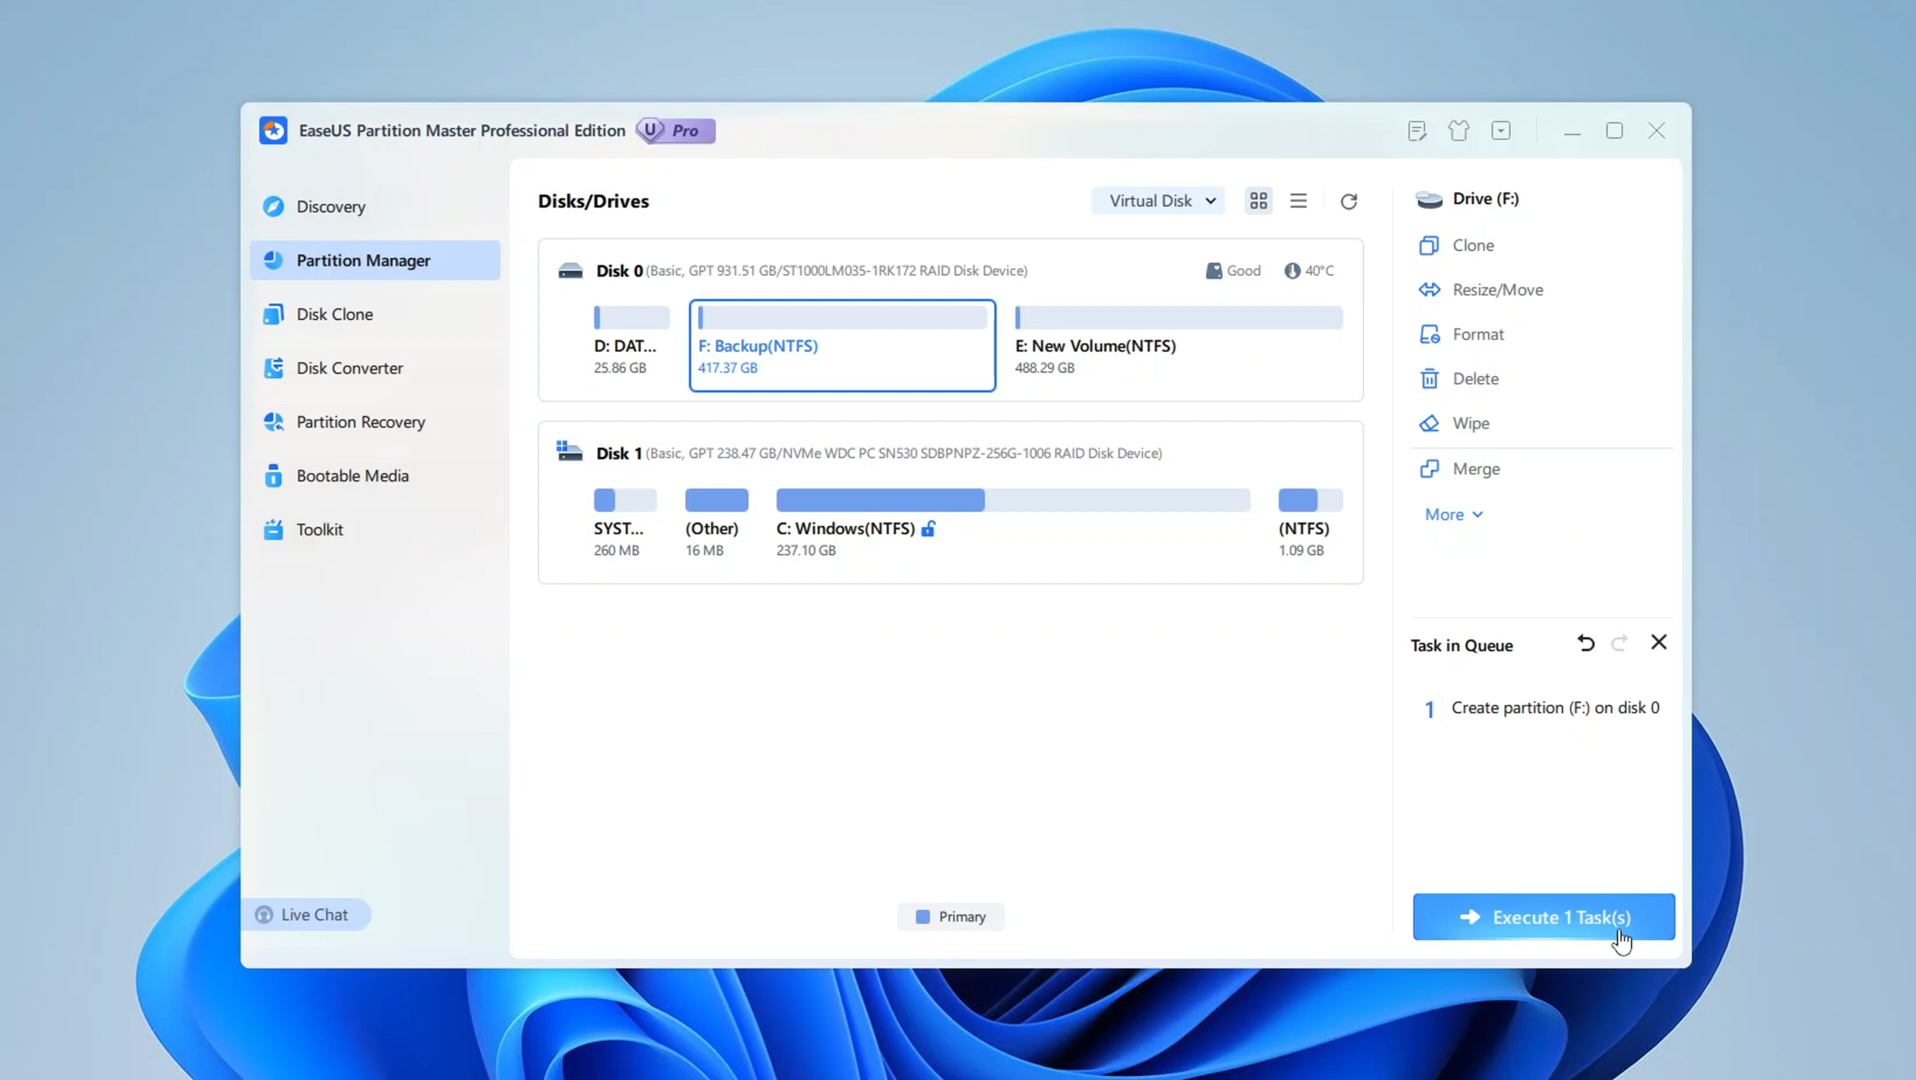 EaseUS Partition Master Professional Edition
U Pro
Discovery
Partition Manager
Disk Clone
Disk Converter
Partition Recovery
Bootable Media
Toolkit
Live Chat
Disks/Drives
Virtual Disk
Disk 0 (Basic, GPT 931.51 GB/ST1000LM035-1RK172 RAID Disk Device)
Good
40°C
D: DAT...
25.86 GB
F: Backup(NTFS)
417.37 GB
E: New Volume(NTFS)
488.29 GB
Disk 1 (Basic, GPT 238.47 GB/NVMe WDC PC SN530 SDBPNPZ-256G-1006 RAID Disk Device)
SYST...
260 MB
(Other)
16 MB
C: Windows(NTFS)
237.10 GB
(NTFS)
1.09 GB
Primary
Drive (F:)
Clone
Resize/Move
Format
Delete
Wipe
Merge
More
Task in Queue
1 Create partition (F:) on disk 0
Execute 1 Task(s)